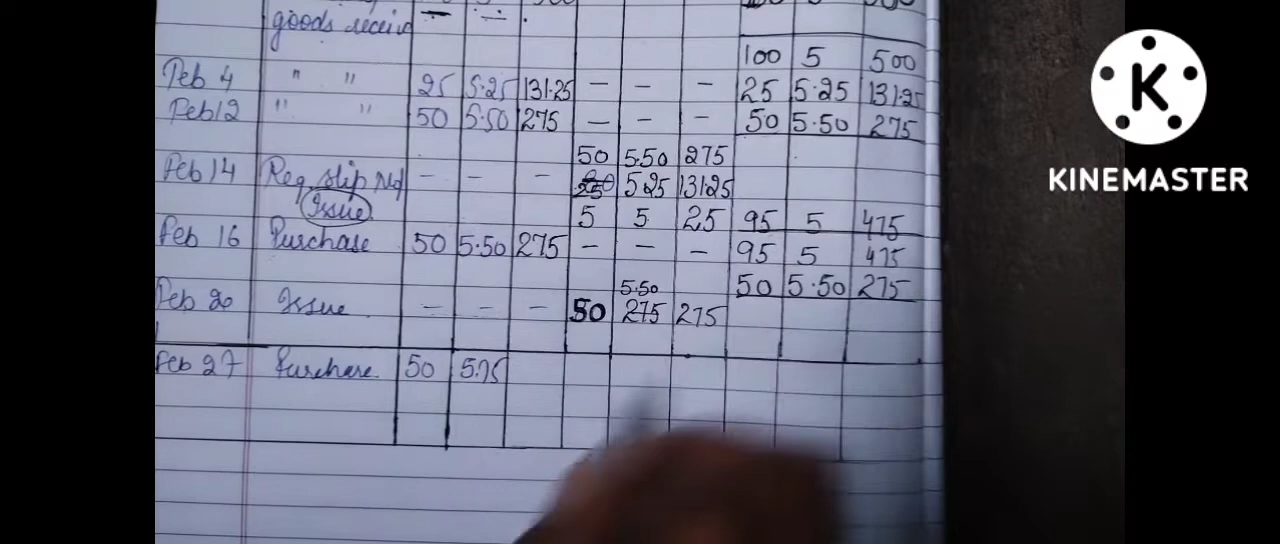 goods receiv
100 5 500
Feb 4 " " 25 5.25 131.25 — — — 25 5.25 131.25
Feb 12 " " 50 5.50 275 — — — 50 5.50 275
50 5.50 275
Feb 14 Req. slip No - - - 25 5.25 131.25
Issue 5 5 25 95 5 475
Feb 16 Purchase 50 5.50 275 — — — 95 5 475
5.50 50 5.50 275
Feb 20 Issue - - - 50 275 275
Feb 27 Purchase 50 5.75
K
KINEMASTER